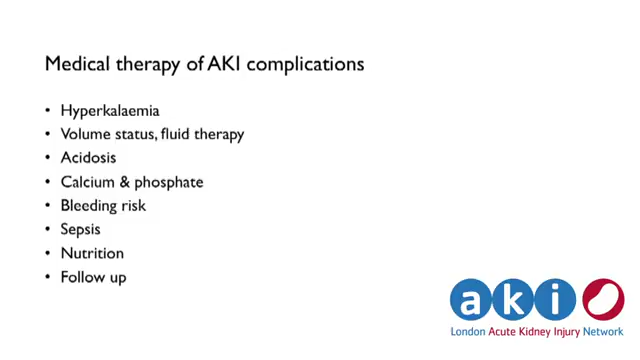 Medical therapy of AKI complications
• Hyperkalaemia
• Volume status, fluid therapy
• Acidosis
• Calcium & phosphate
• Bleeding risk
• Sepsis
• Nutrition
• Follow up
aki
London Acute Kidney Injury Network